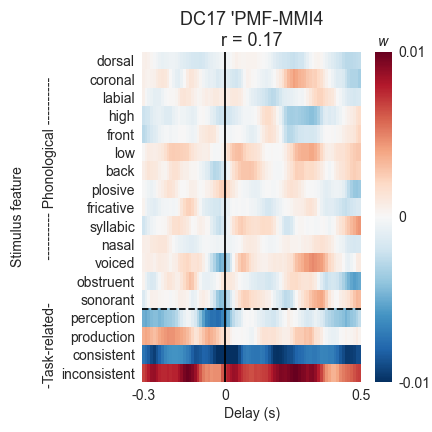 DC17 'PMF-MMI4
r = 0.17
w
dorsal
coronal
labial
high
front
low
back
plosive
fricative
syllabic
nasal
voiced
obstruent
sonorant
perception
production
consistent
inconsistent
Stimulus feature
-Task-related- ----------- Phonological -----------
0.01
0
-0.01
-0.3 0 0.5
Delay (s)